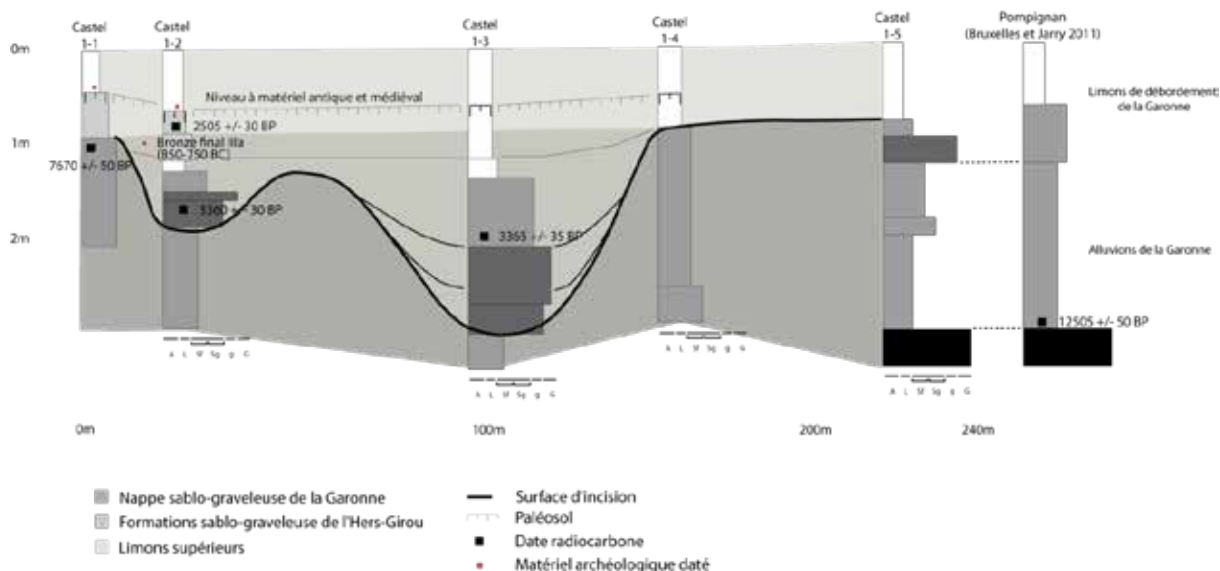 Castel 1-1
Castel 1-2
Castel 1-3
Castel 1-4
Castel 1-5
Pompignan
(Bruxelles et Jarry 2011)
0m
1m
2m
Niveau à matériel antique et médiéval
2505 +/- 30 BP
Bronze final IIIa
(850-750 BC)
7670 +/- 50 BP
3360 +/- 30 BP
3365 +/- 35 BP
12505 +/- 50 BP
Limons de débordement
de la Garonne
Alluvions de la Garonne
A L Sf Sg g G
A L Sf Sg g G
A L Sf Sg g G
A L Sf Sg g G
0m
100m
200m
240m
Nappe sablo-graveleuse de la Garonne
Formations sablo-graveleuse de l'Hers-Girou
Limons supérieurs
Surface d'incision
Paléosol
Date radiocarbone
Matériel archéologique daté